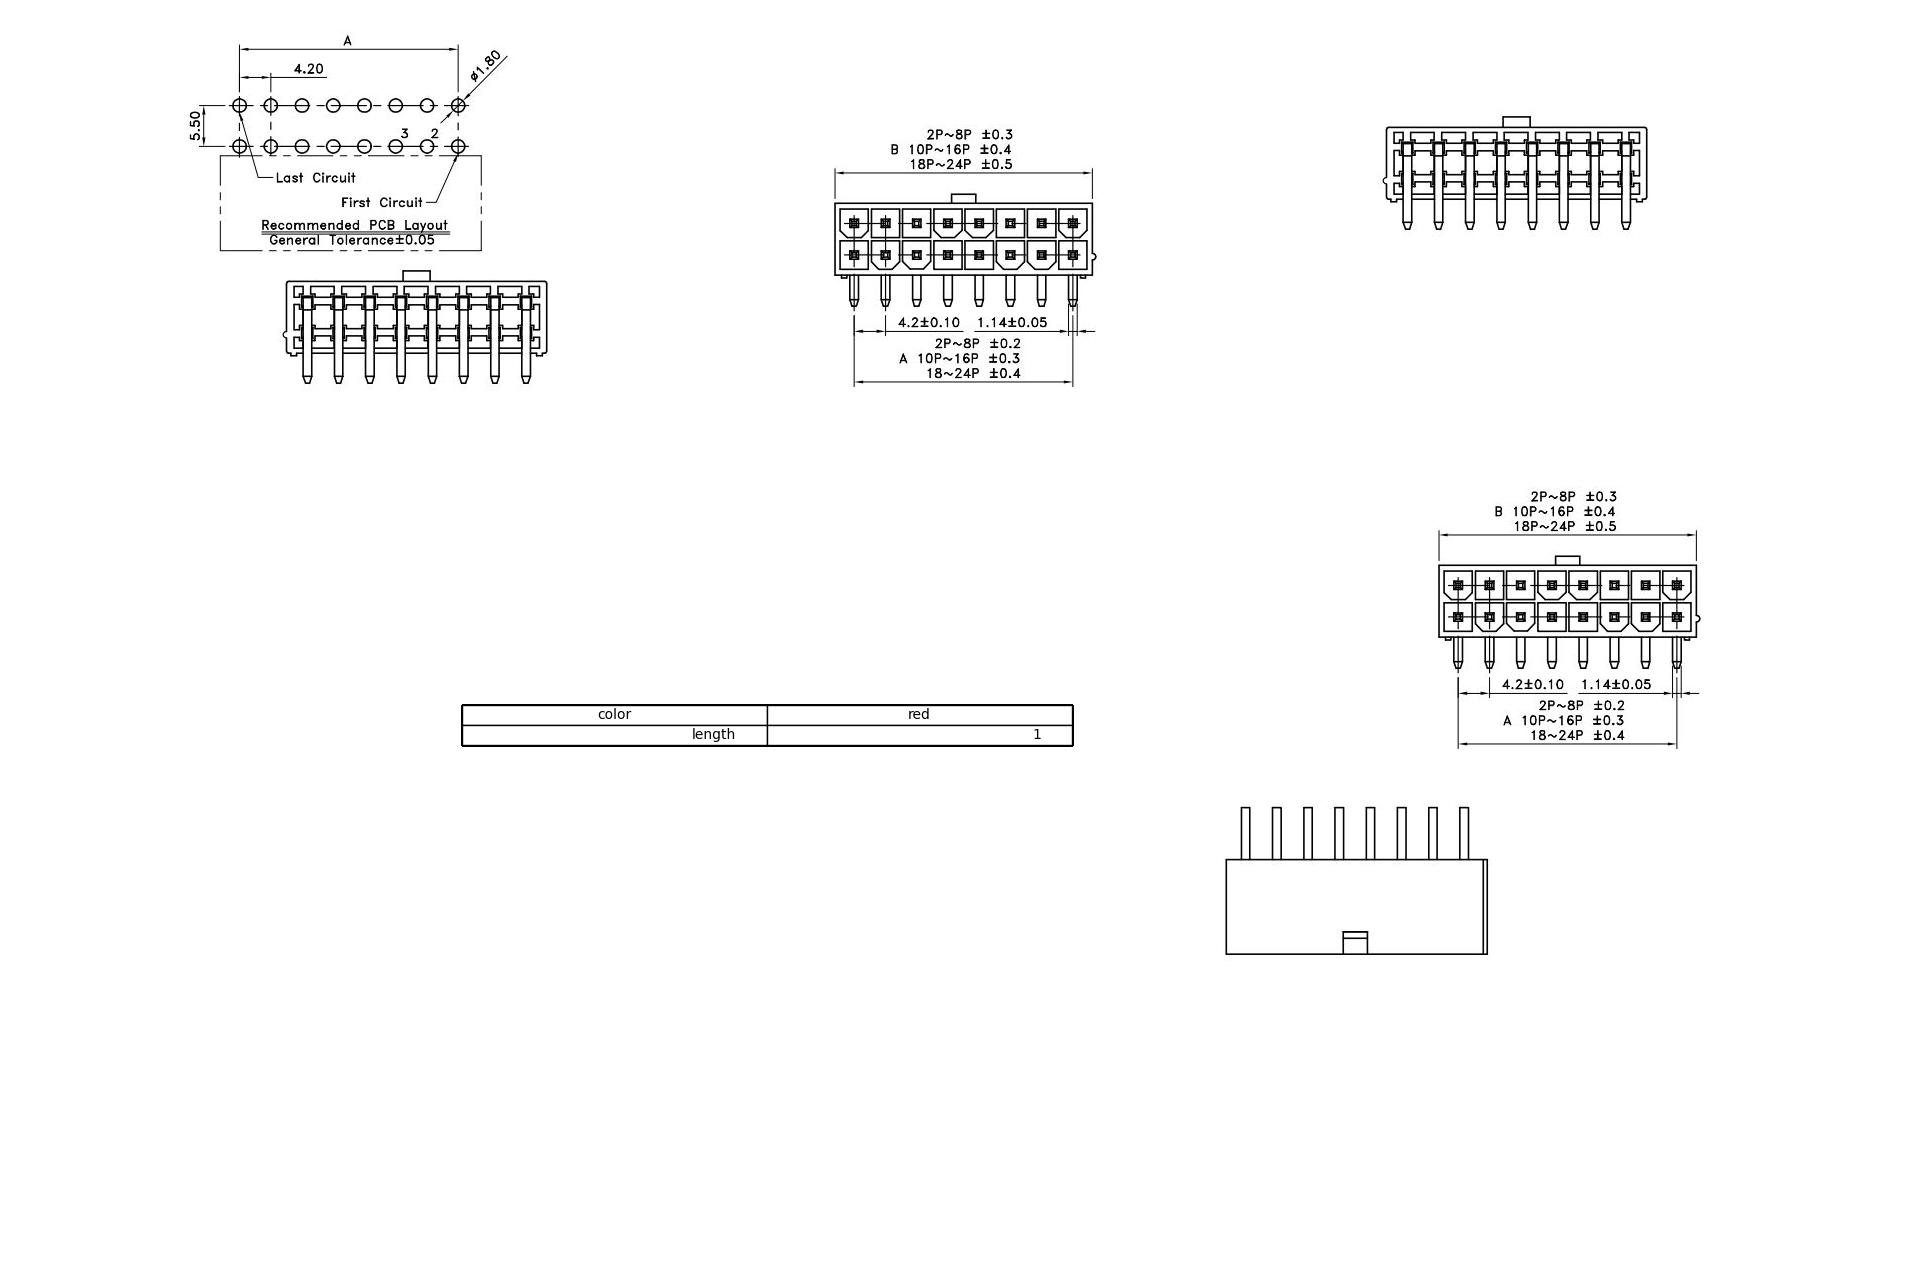 A
4.20
ø1.80
5.50
3 2
Last Circuit
First Circuit
Recommended PCB Layout
General Tolerance±0.05
2P~8P ±0.3
B 10P~16P ±0.4
18P~24P ±0.5
4.2±0.10 1.14±0.05
2P~8P ±0.2
A 10P~16P ±0.3
18~24P ±0.4
2P~8P ±0.3
B 10P~16P ±0.4
18P~24P ±0.5
4.2±0.10 1.14±0.05
2P~8P ±0.2
A 10P~16P ±0.3
18~24P ±0.4
color red
length 1